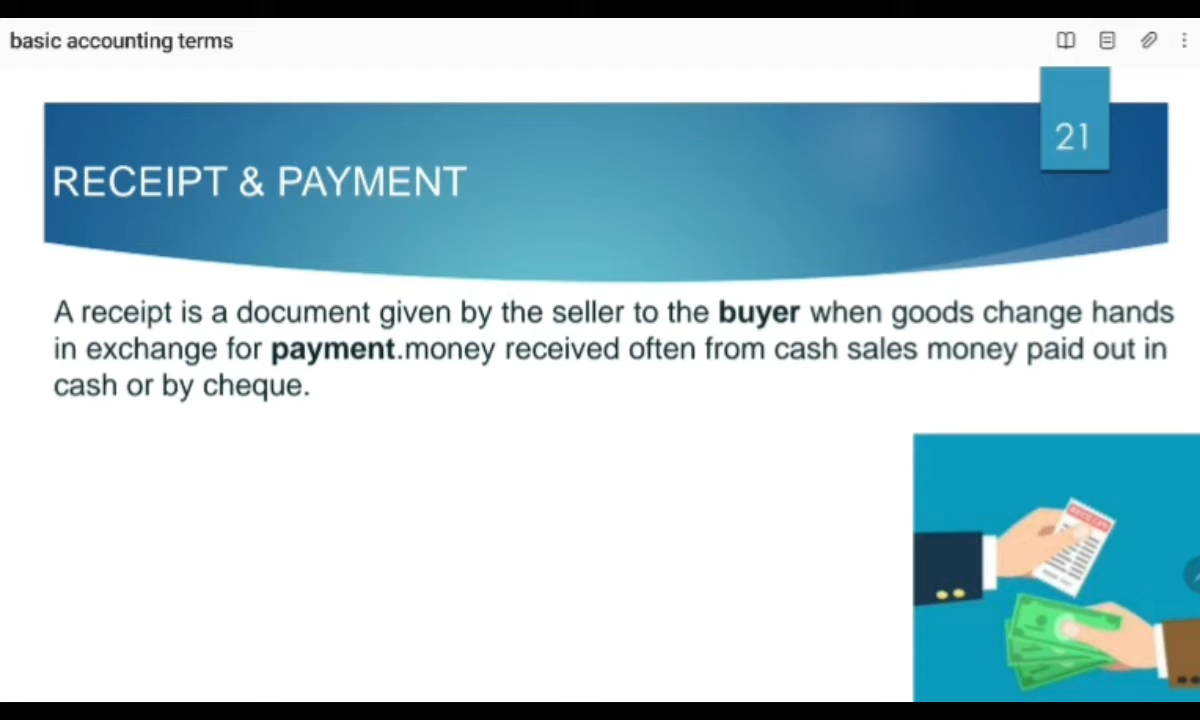 basic accounting terms
21
RECEIPT & PAYMENT
A receipt is a document given by the seller to the buyer when goods change hands
in exchange for payment.money received often from cash sales money paid out in
cash or by cheque.
RECEIPT